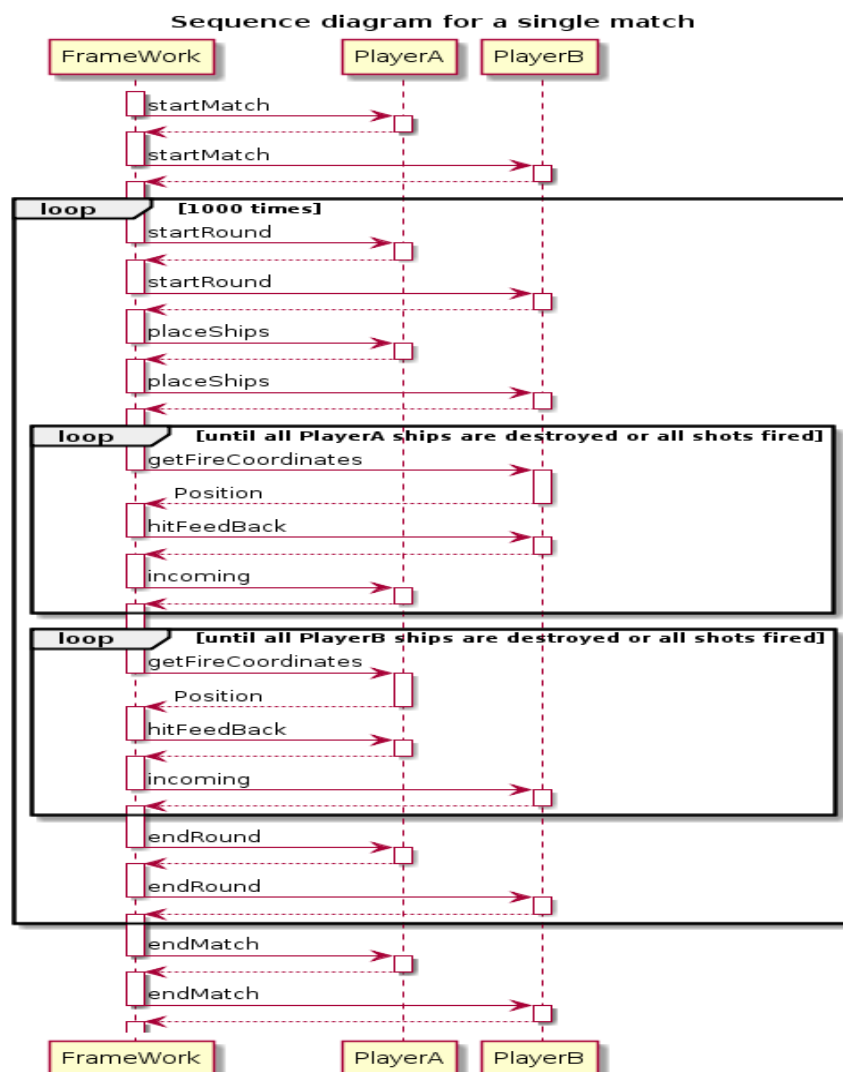 Sequence diagram for a single match
FrameWork PlayerA PlayerB
startMatch
startMatch
loop [1000 times]
startRound
startRound
placeShips
placeShips
loop [until all PlayerA ships are destroyed or all shots fired]
getFireCoordinates
Position
hitFeedBack
incoming
loop [until all PlayerB ships are destroyed or all shots fired]
getFireCoordinates
Position
hitFeedBack
incoming
endRound
endRound
endMatch
endMatch
FrameWork PlayerA PlayerB